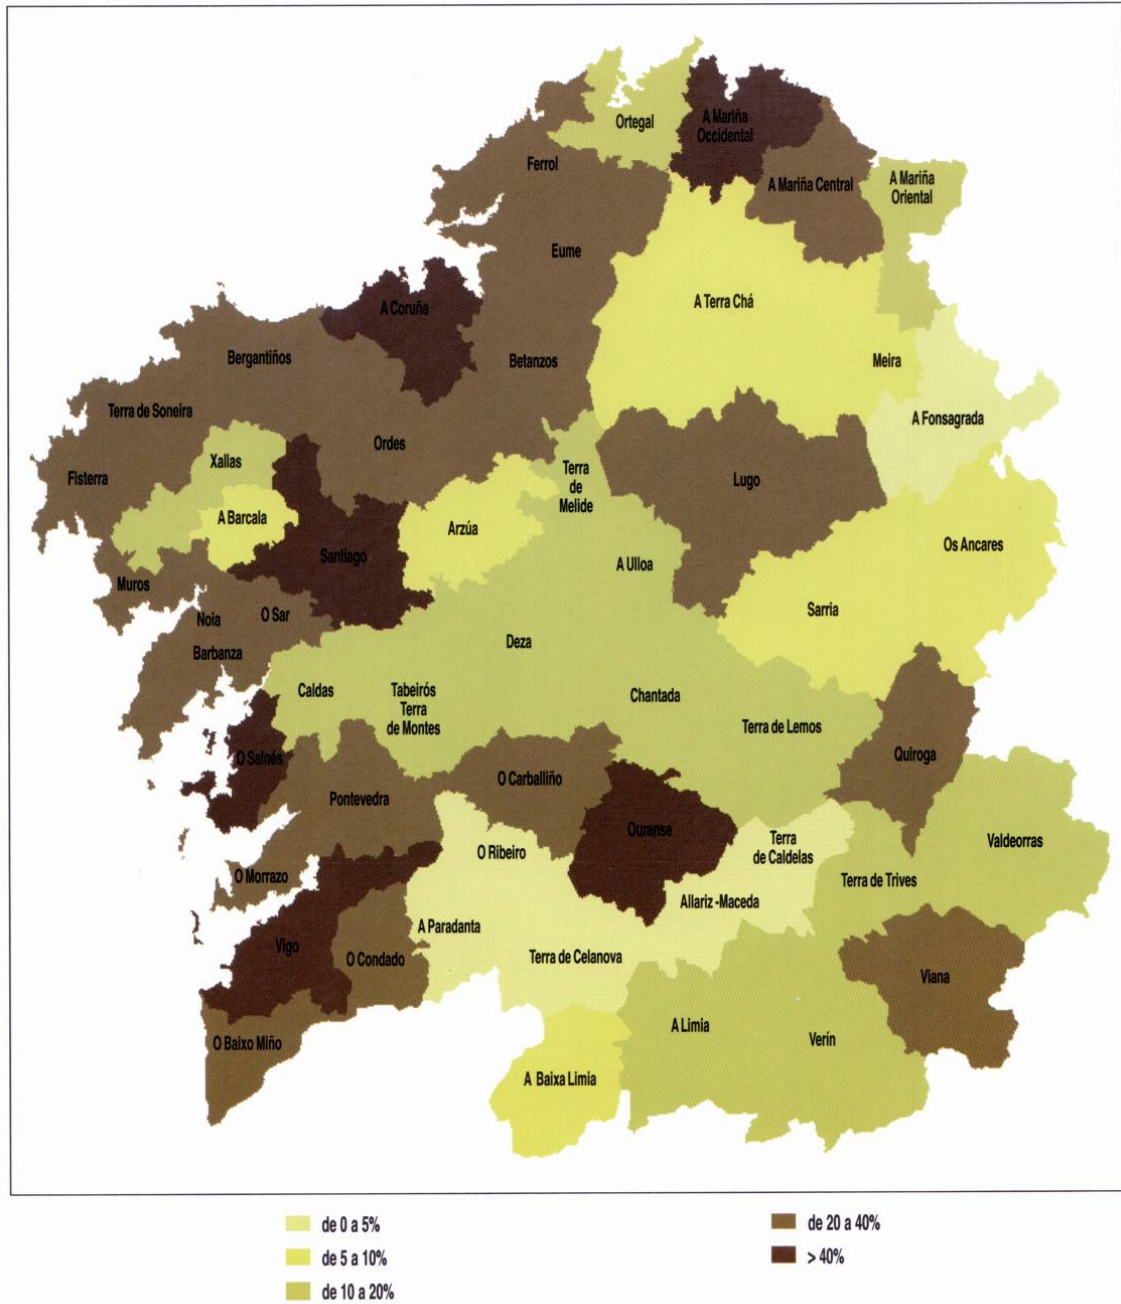 Ortegal
A Mariña
Occidental
Ferrol
A Mariña Central
A Mariña
Oriental
Eume
A Coruña
A Terra Chá
Bergantiños
Betanzos
Meira
Terra de Soneira
A Fonsagrada
Ordes
Xallas
Fisterra
Terra
de
Melide
Lugo
A Barcala
Arzúa
Os Ancares
Santiago
A Ulloa
Muros
Sarria
Noia
O Sar
Barbanza
Deza
Caldas
Tabeirós
Terra
de Montes
Chantada
Terra de Lemos
O Salnés
Quiroga
O Carballiño
Pontevedra
Ourense
Terra
de Caldelas
Valdeorras
O Ribeiro
O Morrazo
Terra de Trives
Allariz -Maceda
A Paradanta
Vigo
O Condado
Terra de Celanova
Viana
A Limia
Verín
O Baixo Miño
A Baixa Limia
de 0 a 5%
de 5 a 10%
de 10 a 20%
de 20 a 40%
> 40%